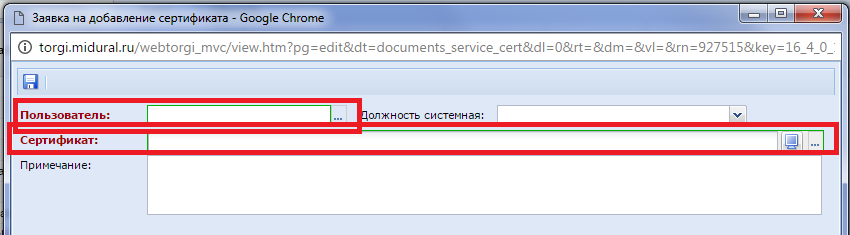 Заявка на добавление сертификата - Google Chrome
torgi.midural.ru/webtorgi_mvc/view.htm?pg=edit&dt=documents_service_cert&dl=0&rt=&dm=&vl=&rn=927515&key=16_4_0_
Пользователь: ... Должность системная:
Сертификат: ...
Примечание: